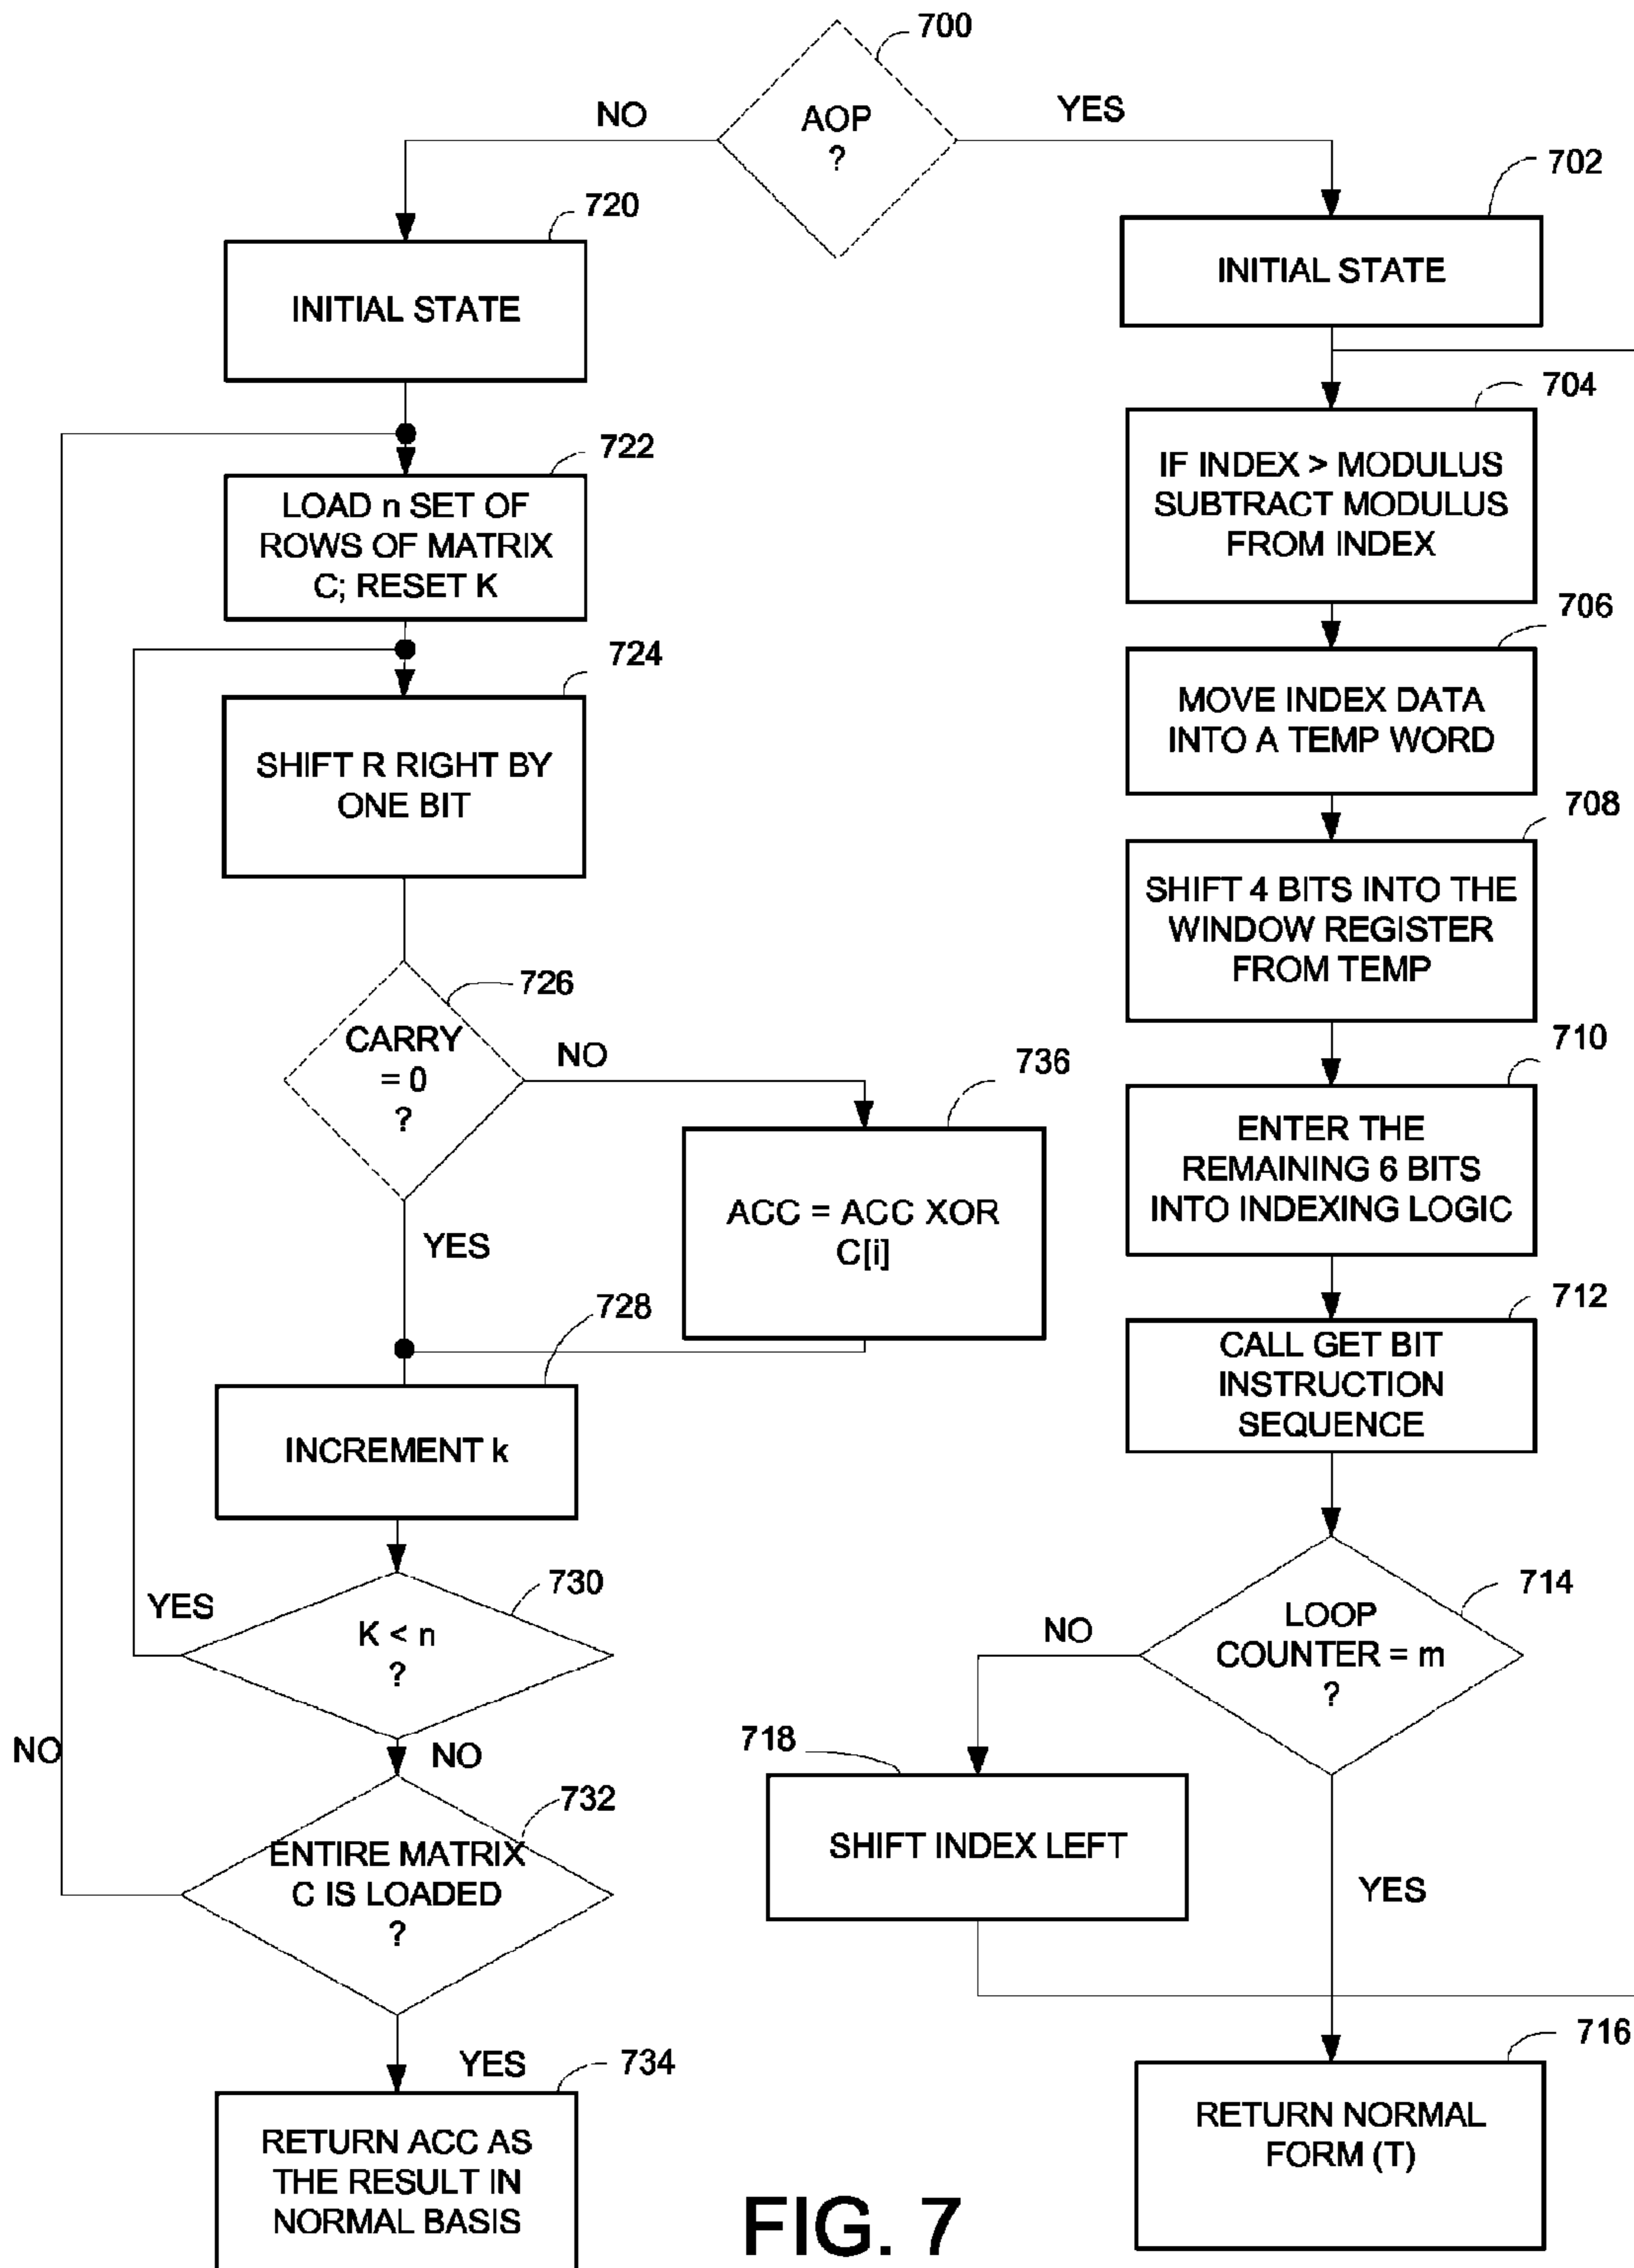 700
AOP
?
NO
YES
702
INITIAL STATE
704
IF INDEX > MODULUS
SUBTRACT MODULUS
FROM INDEX
706
MOVE INDEX DATA
INTO A TEMP WORD
708
SHIFT 4 BITS INTO THE
WINDOW REGISTER
FROM TEMP
710
ENTER THE
REMAINING 6 BITS
INTO INDEXING LOGIC
712
CALL GET BIT
INSTRUCTION
SEQUENCE
714
LOOP
COUNTER = m
?
NO
718
SHIFT INDEX LEFT
YES
716
RETURN NORMAL
FORM (T)
720
INITIAL STATE
722
LOAD n SET OF
ROWS OF MATRIX
C; RESET K
724
SHIFT R RIGHT BY
ONE BIT
726
CARRY
= 0
?
NO
736
ACC = ACC XOR
C[i]
YES
728
INCREMENT k
730
K < n
?
YES
NO
732
ENTIRE MATRIX
C IS LOADED
?
NO
YES
734
RETURN ACC AS
THE RESULT IN
NORMAL BASIS
FIG. 7